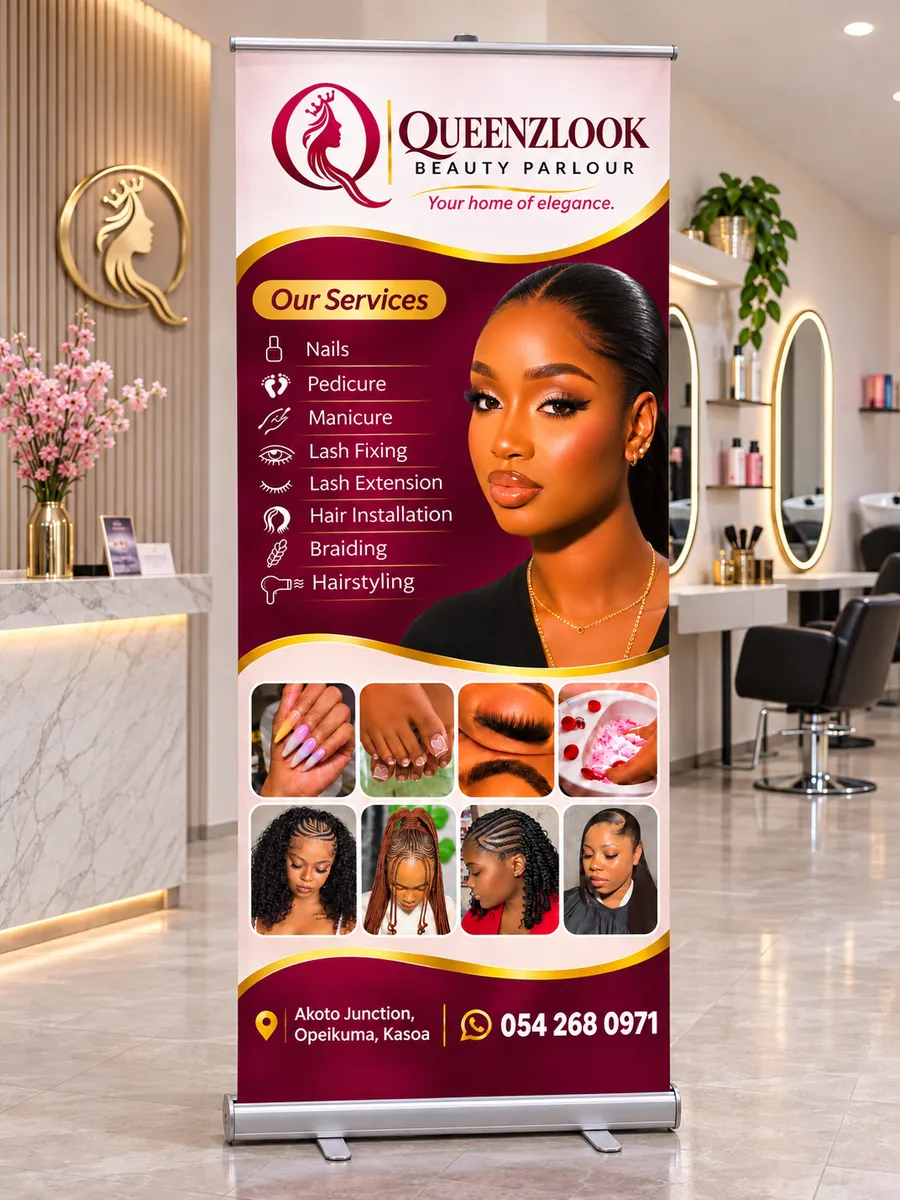 QUEENZLOOK
BEAUTY PARLOUR
Your home of elegance.
Our Services
Nails
Pedicure
Manicure
Lash Fixing
Lash Extension
Hair Installation
Braiding
Hairstyling
Akoto Junction,
Opeikuma, Kasoa
054 268 0971